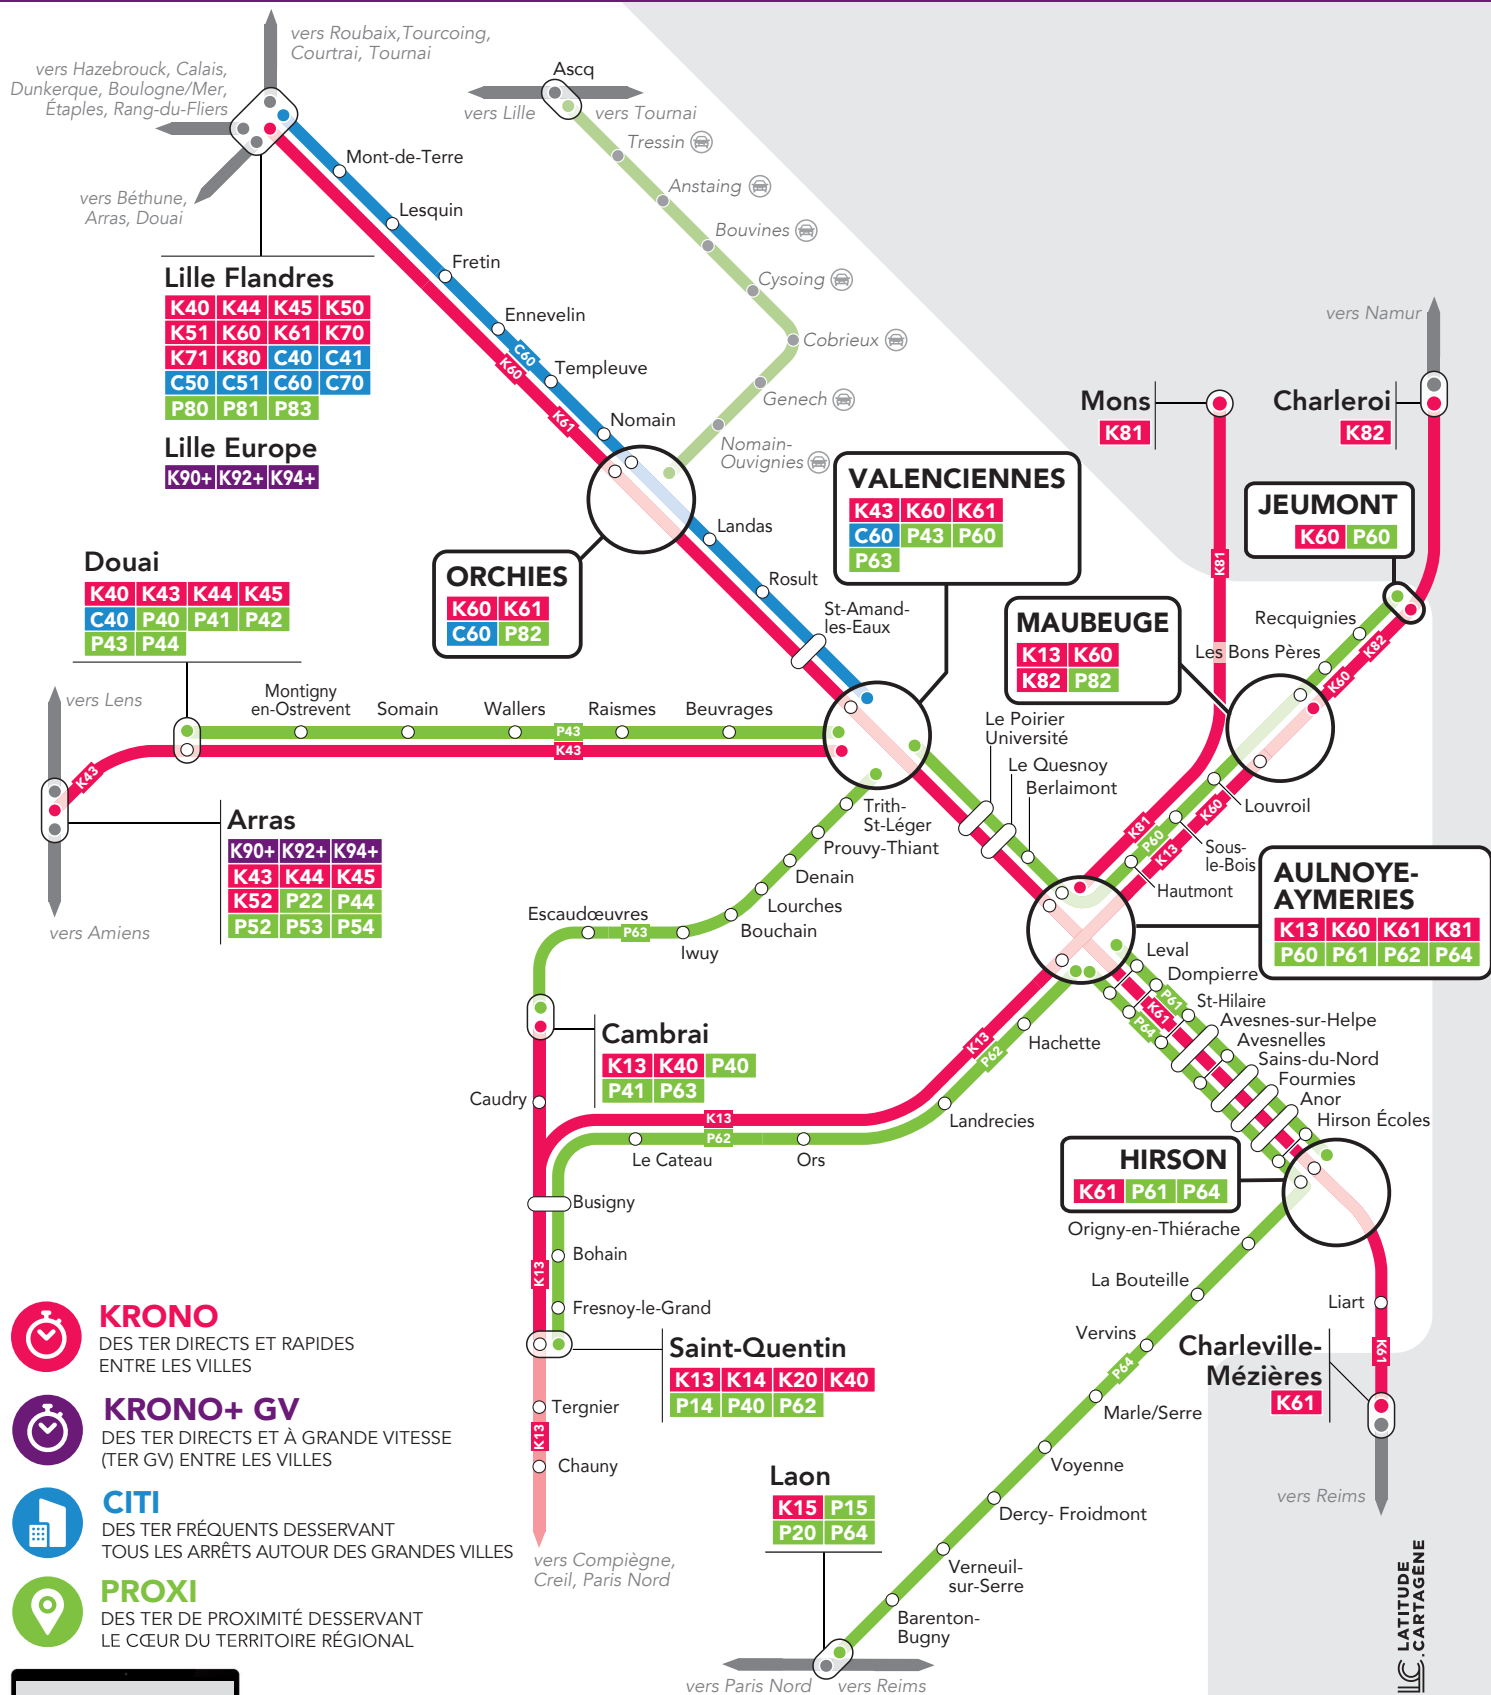 vers Roubaix,Tourcoing,
Courtrai, Tournai
vers Hazebrouck, Calais,
Dunkerque, Boulogne/Mer,
Étaples, Rang-du-Fliers
vers Béthune,
Arras, Douai
Ascq
vers Lille
vers Tournai
Tressin
Anstaing
Bouvines
Cysoing
Cobrieux
Genech
Nomain-
Ouvignies
Mont-de-Terre
Lesquin
Fretin
Ennevelin
C60
K60
Templeuve
K61
Nomain
Lille Flandres
K40 K44 K45 K50
K51 K60 K61 K70
K71 K80 C40 C41
C50 C51 C60 C70
P80 P81 P83
Lille Europe
K90+ K92+ K94+
vers Namur
Mons
K81
Charleroi
K82
JEUMONT
K60 P60
VALENCIENNES
K43 K60 K61
C60 P43 P60
P63
ORCHIES
K60 K61
C60 P82
Landas
Rosult
St-Amand-
les-Eaux
MAUBEUGE
K13 K60
K82 P82
K81
Recquignies
Les Bons Pères
K82
K60
Douai
K40 K43 K44 K45
C40 P40 P41 P42
P43 P44
vers Lens
Montigny
en-Ostrevent
Somain
Wallers
Raismes
Beuvrages
P43
K43
K43
vers Amiens
Arras
K90+ K92+ K94+
K43 K44 K45
K52 P22 P44
P52 P53 P54
Le Poirier
Université
Le Quesnoy
Berlaimont
Louvroil
Sous-
le-Bois
Hautmont
K81
P60
K60
K13
Trith-
St-Léger
Prouvy-Thiant
Denain
Lourches
Bouchain
Iwuy
P63
Escaudœuvres
AULNOYE-
AYMERIES
K13 K60 K61 K81
P60 P61 P62 P64
Leval
Dompierre
St-Hilaire
Avesnes-sur-Helpe
Avesnelles
Sains-du-Nord
Fourmies
Anor
Hirson Écoles
P61
K61
P64
Cambrai
K13 K40 P40
P41 P63
Caudry
K13
P62
Hachette
Landrecies
K13
P62
Le Cateau
Ors
Busigny
Bohain
K13
Fresnoy-le-Grand
HIRSON
K61 P61 P64
Origny-en-Thiérache
La Bouteille
Vervins
P64
Marle/Serre
Voyenne
Dercy- Froidmont
Verneuil-
sur-Serre
Barenton-
Bugny
Liart
K61
Charleville-
Mézières
K61
vers Reims
Saint-Quentin
K13 K14 K20 K40
P14 P40 P62
Tergnier
K13
Chauny
vers Compiègne,
Creil, Paris Nord
Laon
K15 P15
P20 P64
vers Paris Nord
vers Reims
KRONO
DES TER DIRECTS ET RAPIDES
ENTRE LES VILLES
KRONO+ GV
DES TER DIRECTS ET À GRANDE VITESSE
(TER GV) ENTRE LES VILLES
CITI
DES TER FRÉQUENTS DESSERVANT
TOUS LES ARRÊTS AUTOUR DES GRANDES VILLES
PROXI
DES TER DE PROXIMITÉ DESSERVANT
LE CŒUR DU TERRITOIRE RÉGIONAL
LC LATITUDE
.CARTAGÈNE